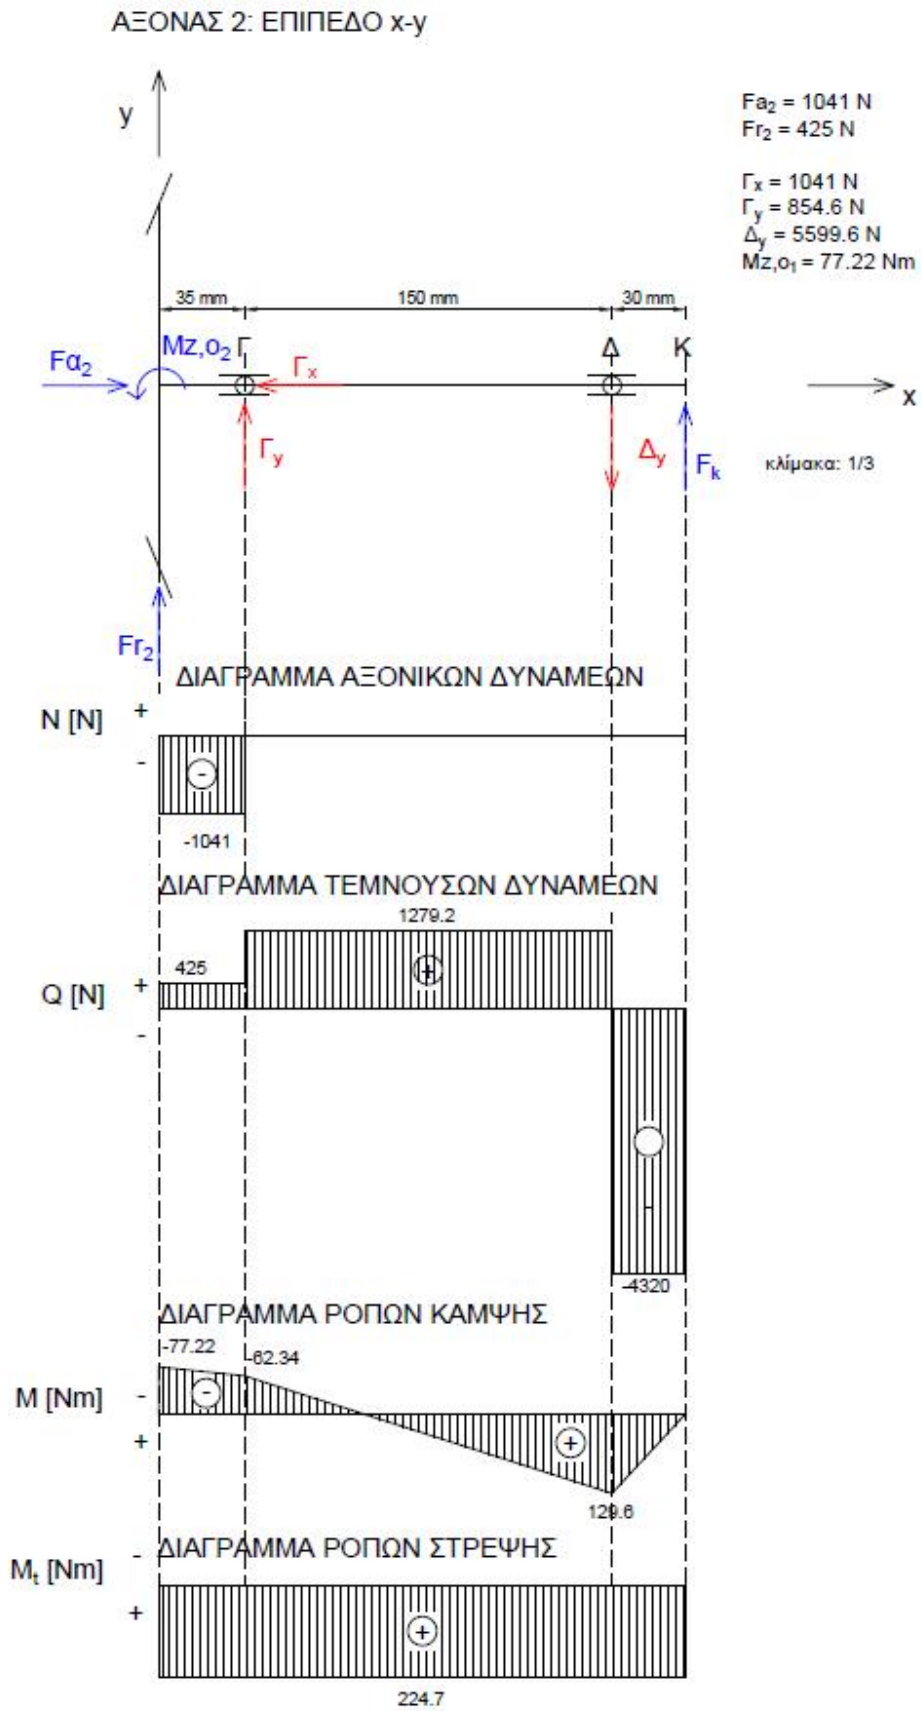 ΑΞΟΝΑΣ 2: ΕΠΙΠΕΔΟ x-y
y
Fa₂ = 1041 N
Fr₂ = 425 N
Γx = 1041 N
Γy = 854.6 N
Δy = 5599.6 N
Mz,o₁ = 77.22 Nm
35 mm
150 mm
30 mm
Fα₂
Mz,o₂
Γ
Γx
Δ
K
x
Γy
Δy
Fk
κλίμακα: 1/3
Fr₂
ΔΙΑΓΡΑΜΜΑ ΑΞΟΝΙΚΩΝ ΔΥΝΑΜΕΩΝ
N [N]
+
-
-
-1041
ΔΙΑΓΡΑΜΜΑ ΤΕΜΝΟΥΣΩΝ ΔΥΝΑΜΕΩΝ
1279.2
425
+
Q [N]
+
-
-
-4320
ΔΙΑΓΡΑΜΜΑ ΡΟΠΩΝ ΚΑΜΨΗΣ
-77.22
-62.34
M [Nm]
-
+
-
+
129.6
ΔΙΑΓΡΑΜΜΑ ΡΟΠΩΝ ΣΤΡΕΨΗΣ
Mt [Nm]
-
+
+
224.7